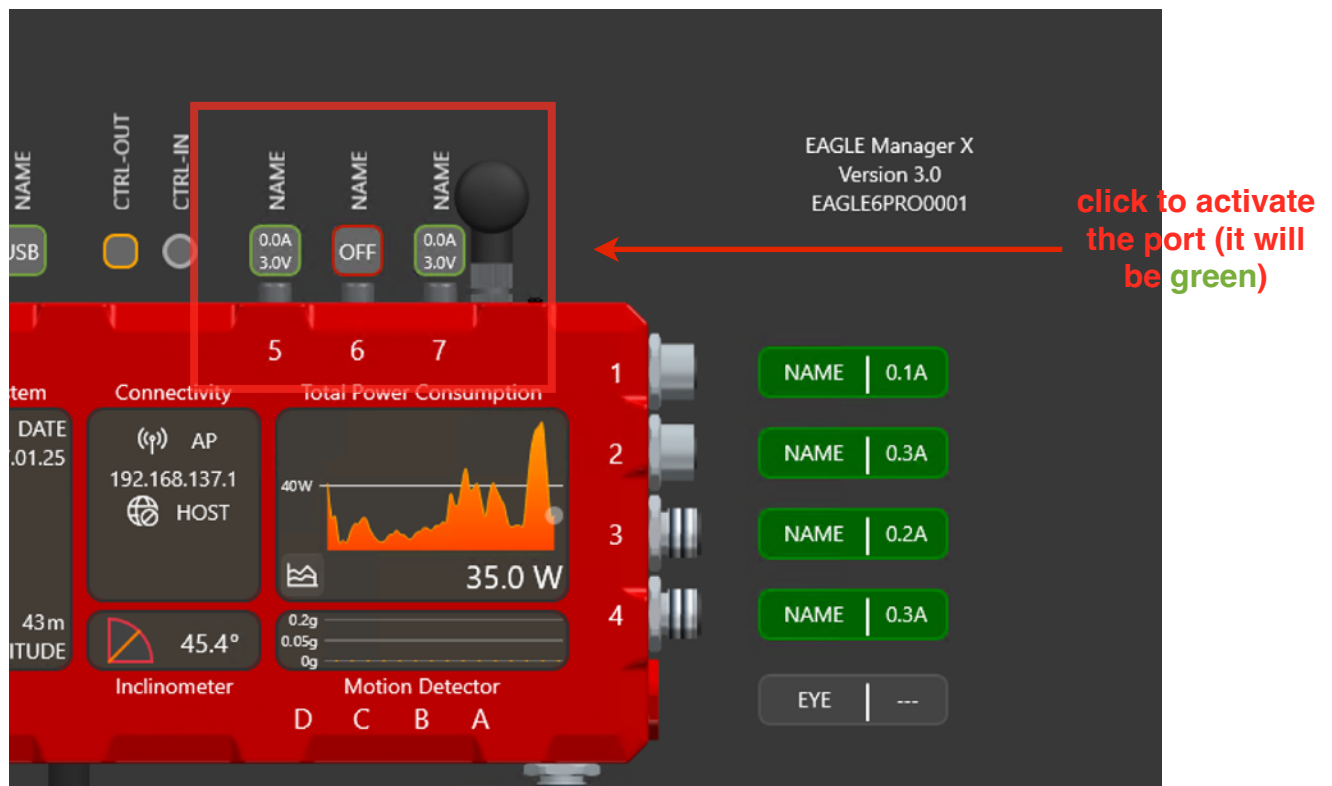 NAME
CTRL-OUT
CTRL-IN
NAME
NAME
NAME
EAGLE Manager X
Version 3.0
EAGLE6PRO0001
click to activate
the port (it will
be green)
0.0A
3.0V
OFF
0.0A
3.0V
5
6
7
Connectivity
Total Power Consumption
DATE
.01.25
AP
192.168.137.1
HOST
40W
35.0 W
1
2
3
4
NAME | 0.1A
NAME | 0.3A
NAME | 0.2A
NAME | 0.3A
EYE | ---
43m
45.4°
0.2g
0.05g
0g
Inclinometer
Motion Detector
D C B A